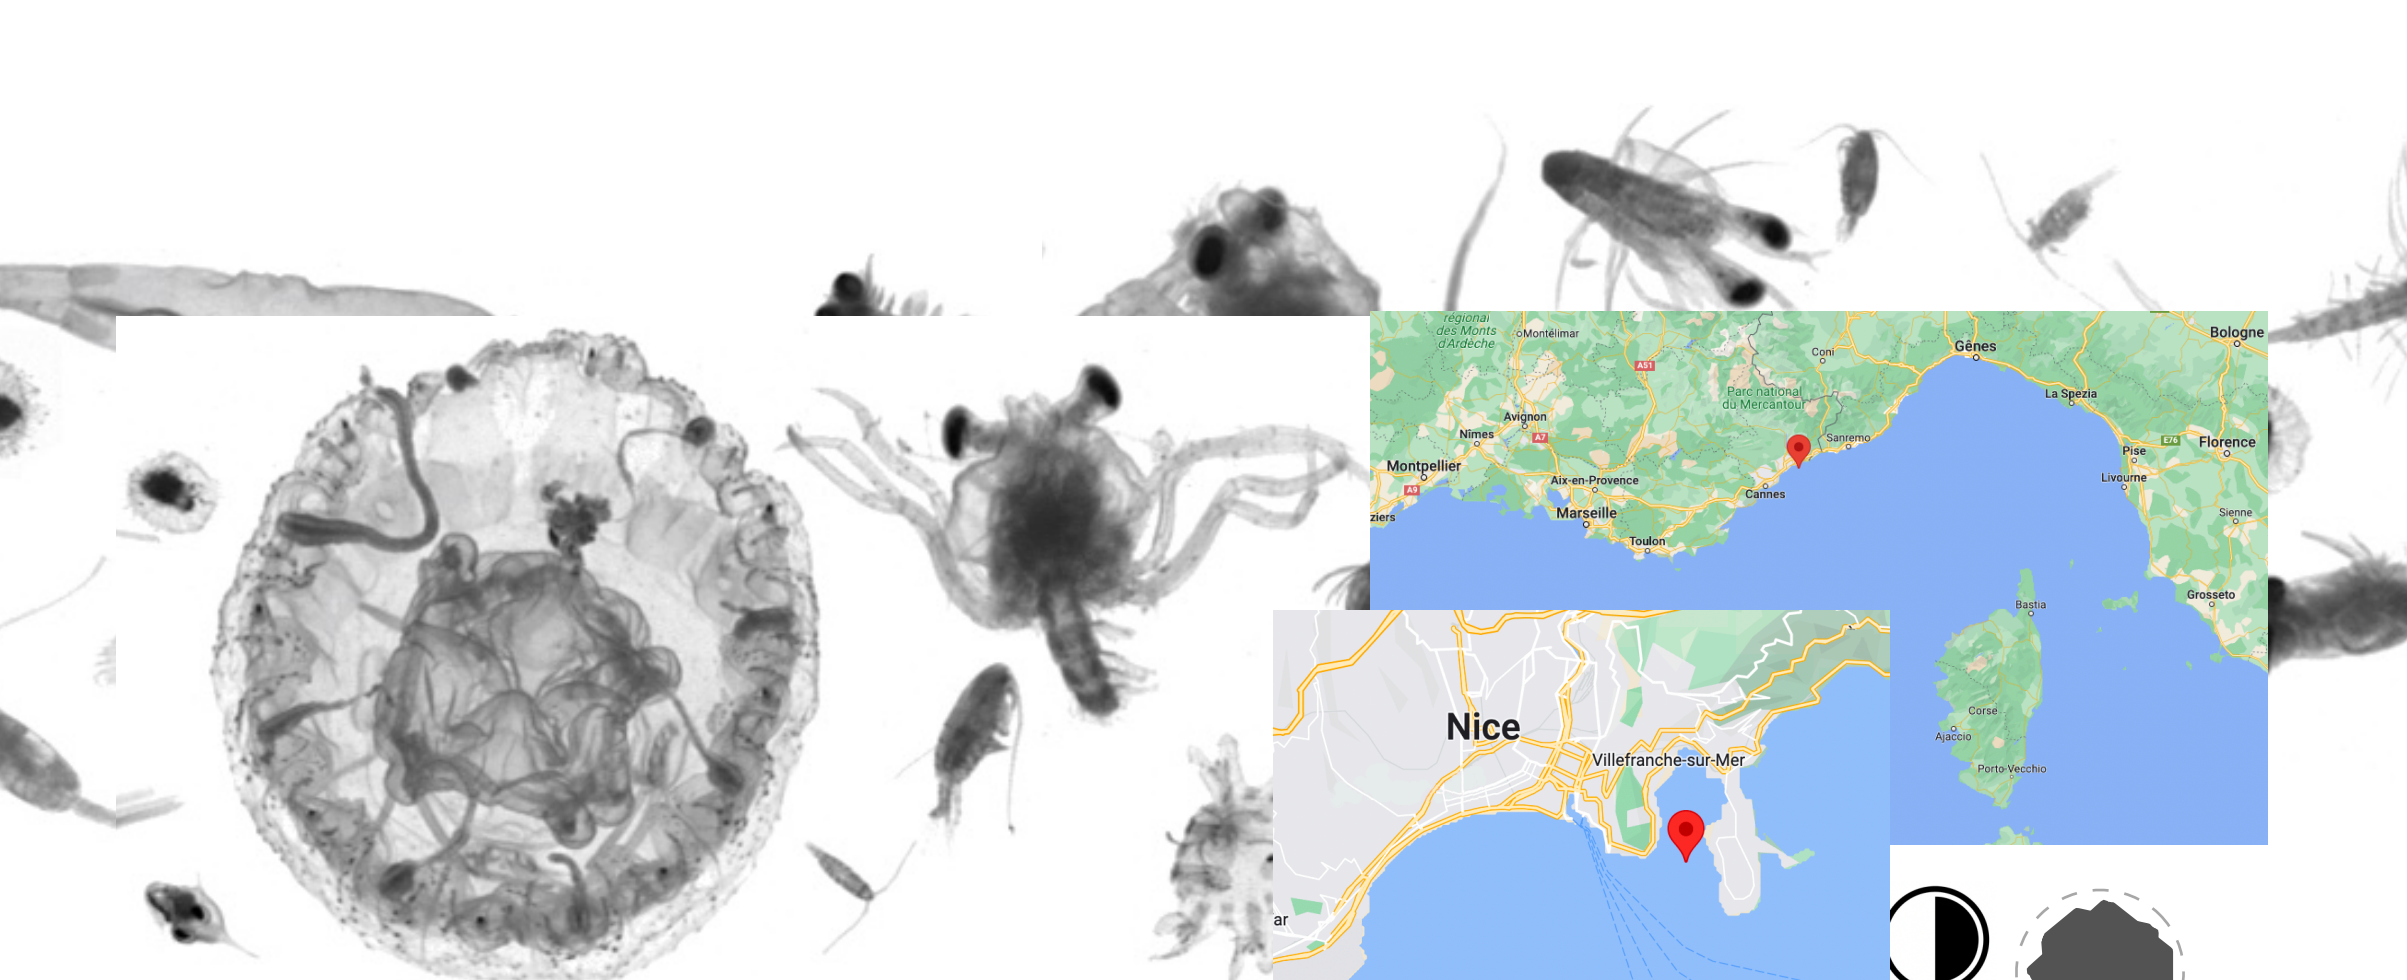 régional
des Monts
d'Ardèche
Montélimar
Bologne
Coni
Gênes
A51
Parc national
du Mercantour
La Spezia
Avignon
Nîmes
A7
Sanremo
E76
Florence
Pise
Montpellier
Livourne
A9
Aix-en-Provence
Cannes
ziers
Marseille
Sienne
Toulon
Grosseto
Bastia
Corse
Ajaccio
Porto-Vecchio
Nice
Villefranche-sur-Mer
ar